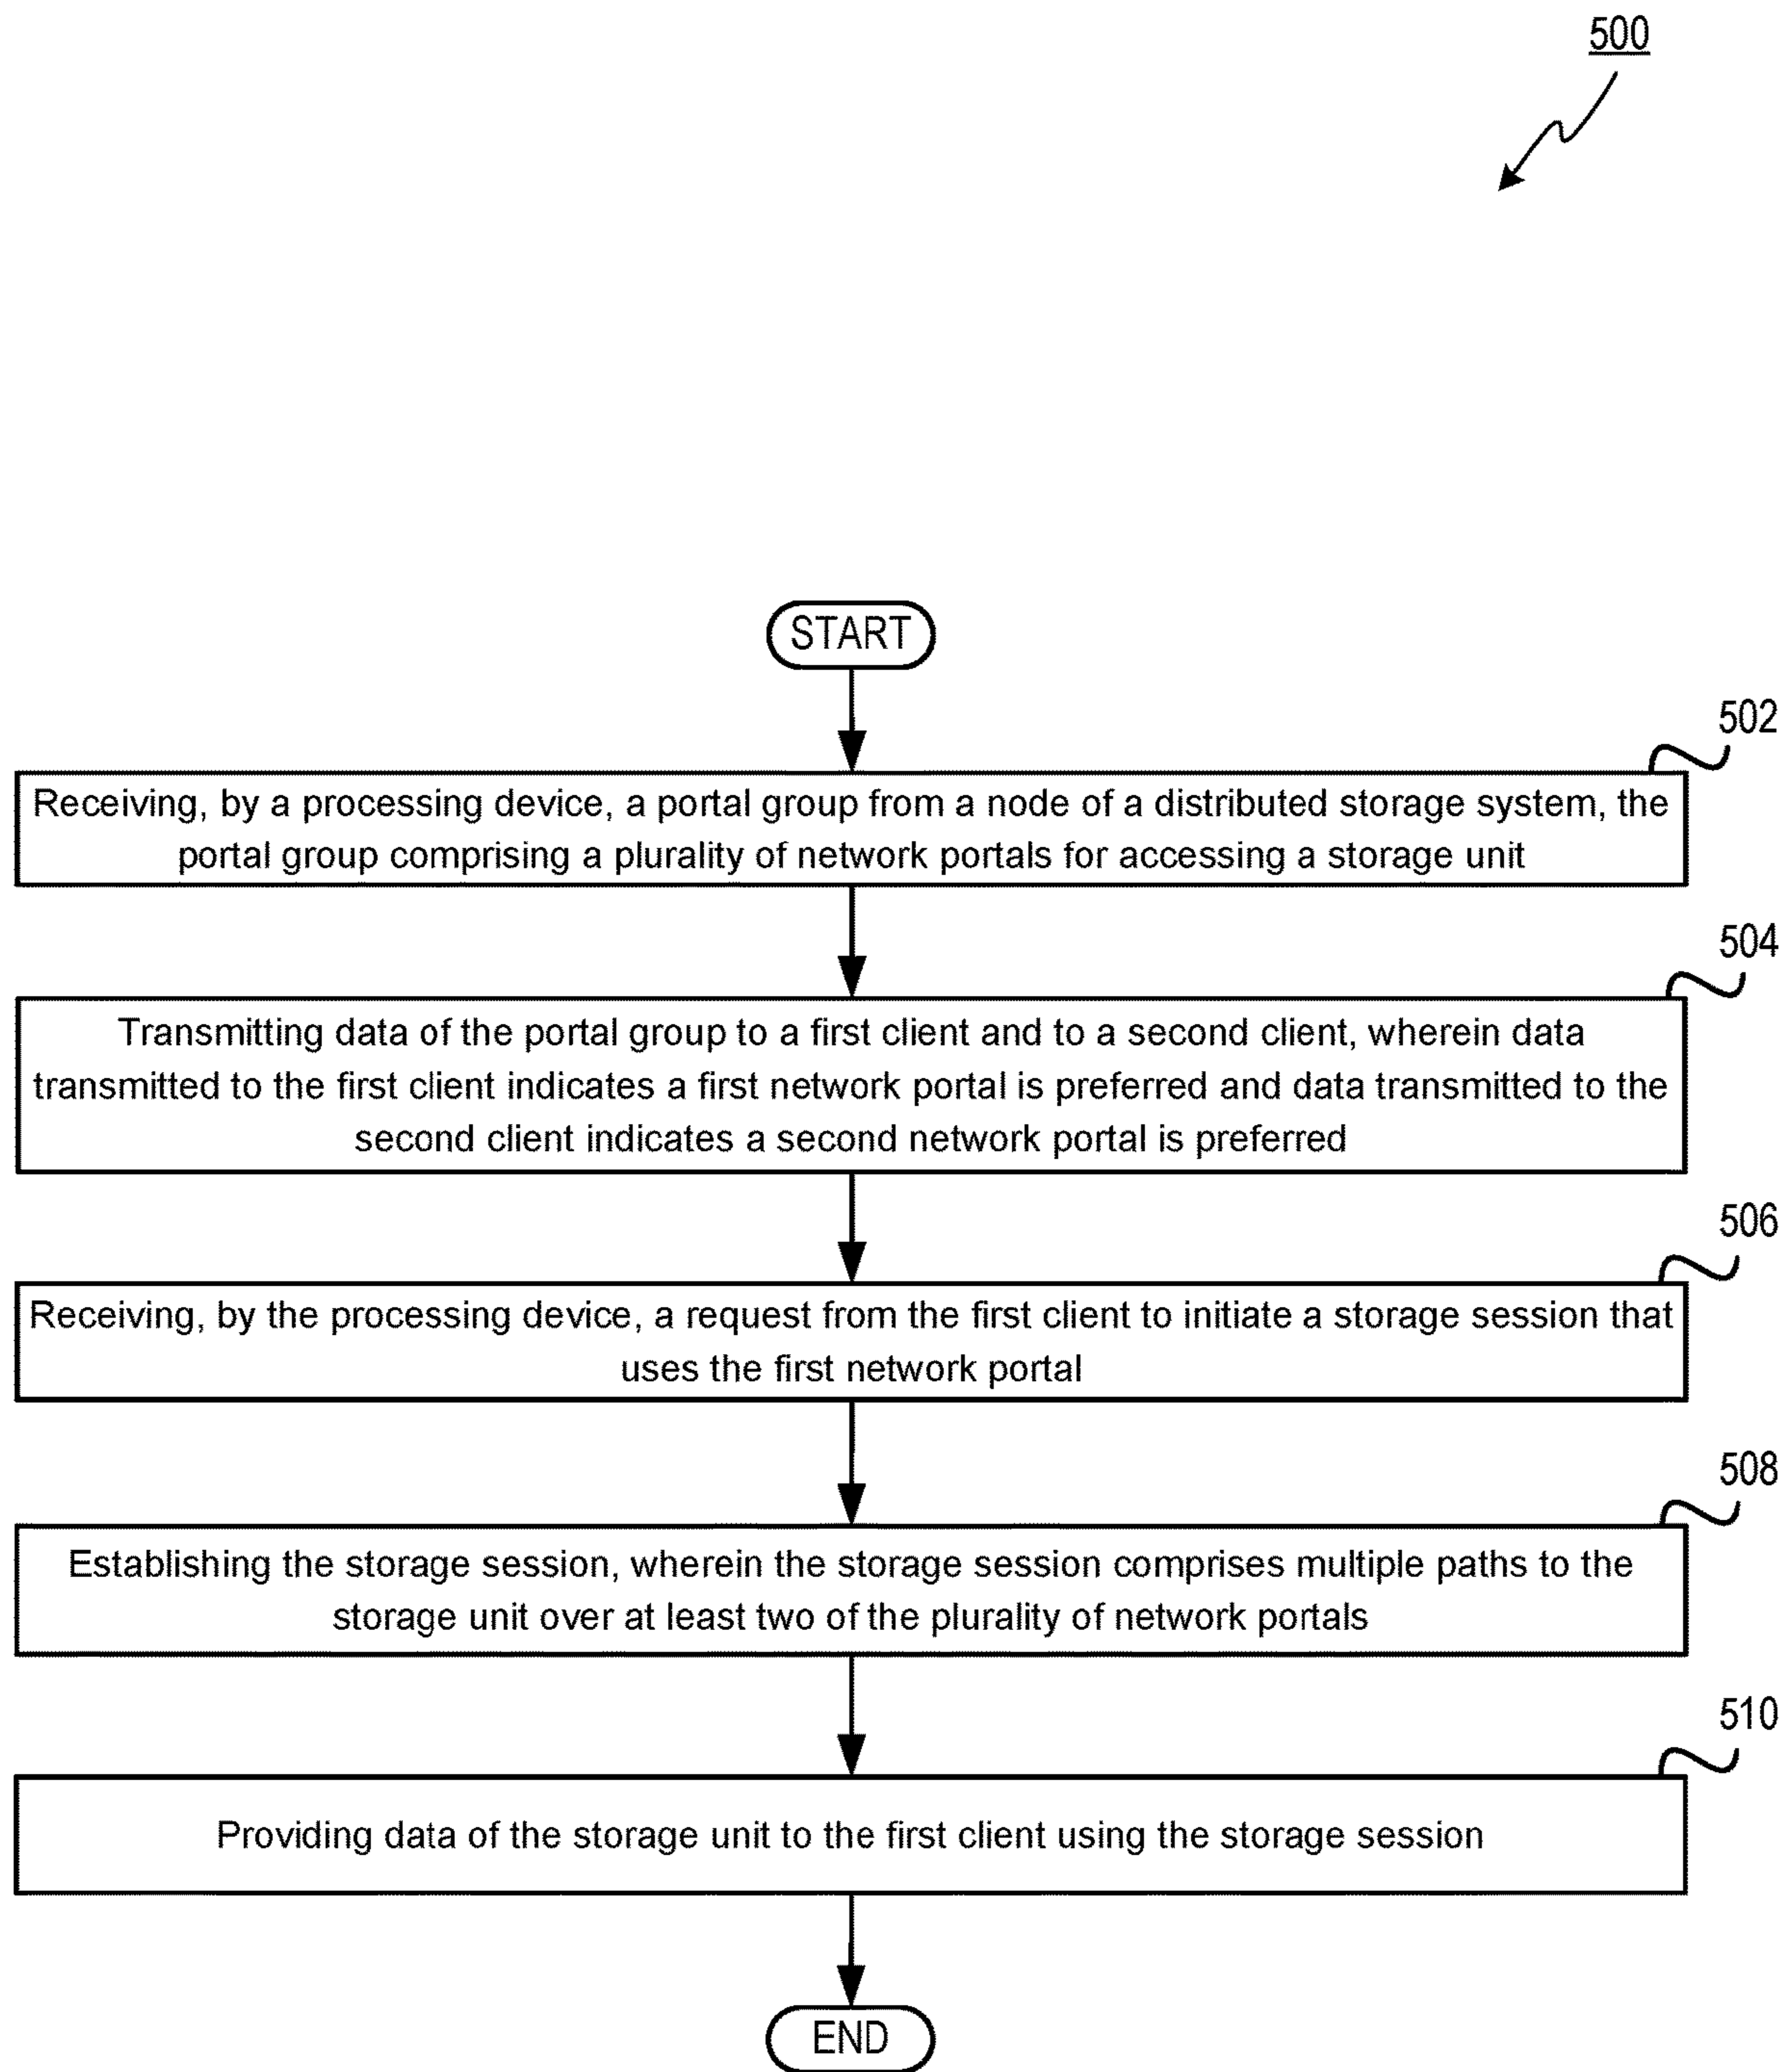 500
START
502
Receiving, by a processing device, a portal group from a node of a distributed storage system, the
portal group comprising a plurality of network portals for accessing a storage unit
504
Transmitting data of the portal group to a first client and to a second client, wherein data
transmitted to the first client indicates a first network portal is preferred and data transmitted to the
second client indicates a second network portal is preferred
506
Receiving, by the processing device, a request from the first client to initiate a storage session that
uses the first network portal
508
Establishing the storage session, wherein the storage session comprises multiple paths to the
storage unit over at least two of the plurality of network portals
510
Providing data of the storage unit to the first client using the storage session
END